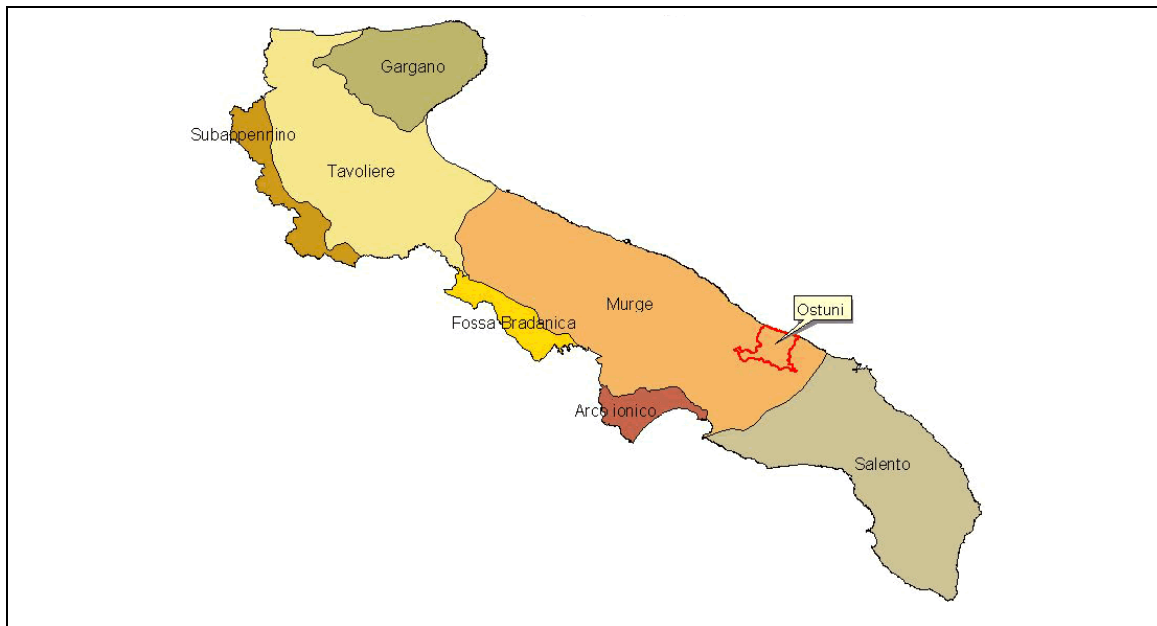 Gargano
Subappennino
Tavoliere
Murge
Ostuni
Fossa Bradanica
Arco ionico
Salento